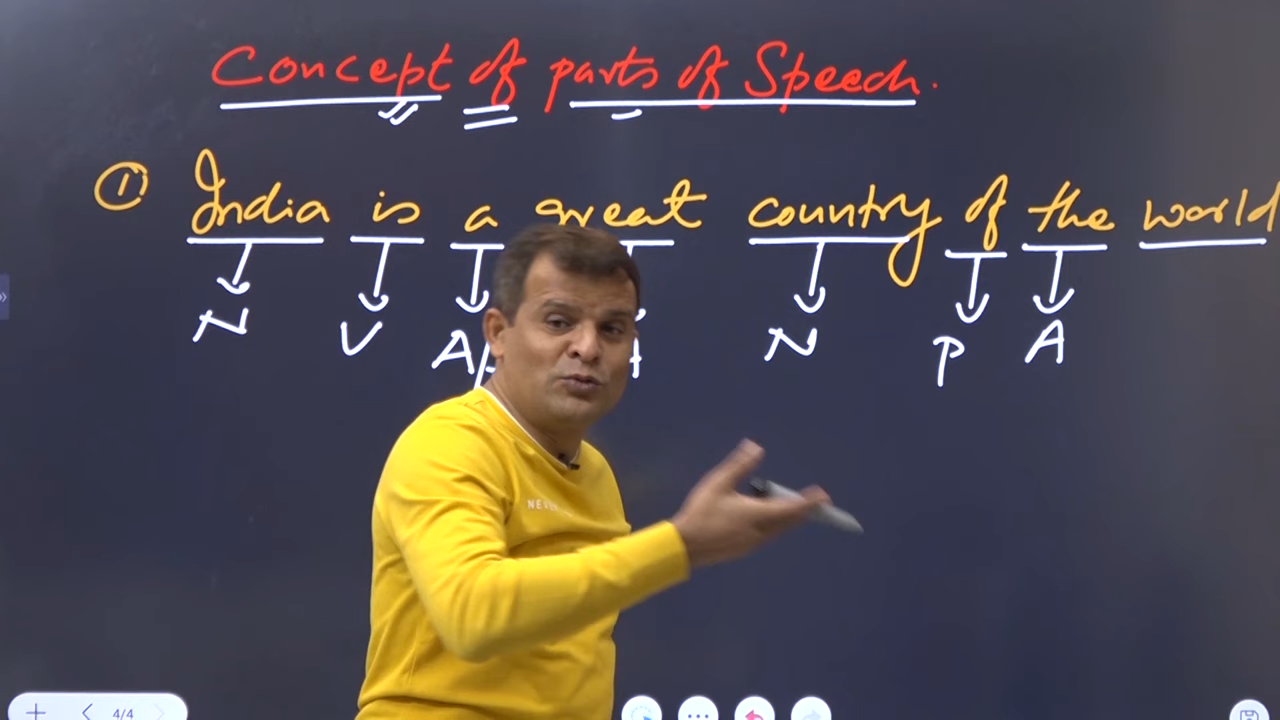 Concept of parts of Speech.
① India is a great country of the world
N V A N P A
4/4